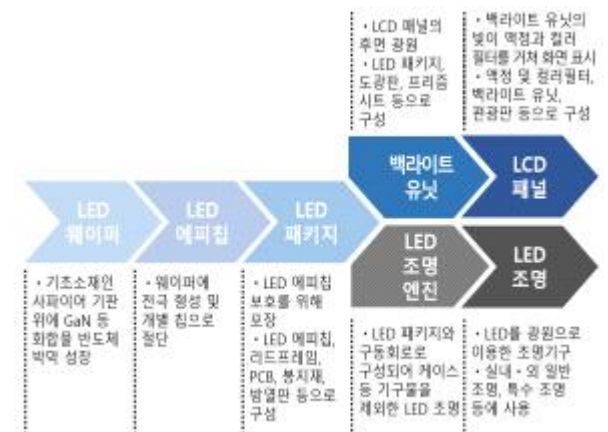 ・LCD 패널의
후면 광원
・LED 패키지,
도광판, 프리즘
시트 등으로
구성
・백라이트 유닛의
빛이 액정과 컬러
필터를 거쳐 화면 표시
・액정 및 컬러필터,
백라이트 유닛,
편광판 등으로 구성
LED
웨이퍼
LED
에피칩
LED
패키지
백라이트
유닛
LCD
패널
LED
조명
엔진
LED
조명
・기초소재인
사파이어 기판
위에 GaN 등
화합물 반도체
박막 성장
・웨이퍼에
전극 형성 및
개별 칩으로
절단
・LED 에피칩
보호를 위해
포장
・LED 에피칩,
리드프레임,
PCB, 봉지재,
방열판 등으로
구성
・LED 패키지와
구동회로로
구성되어 케이스
등 기구물을
제외한 LED 조명
・LED를 광원으로
이용한 조명기구
・실내・외 일반
조명, 특수 조명
등에 사용